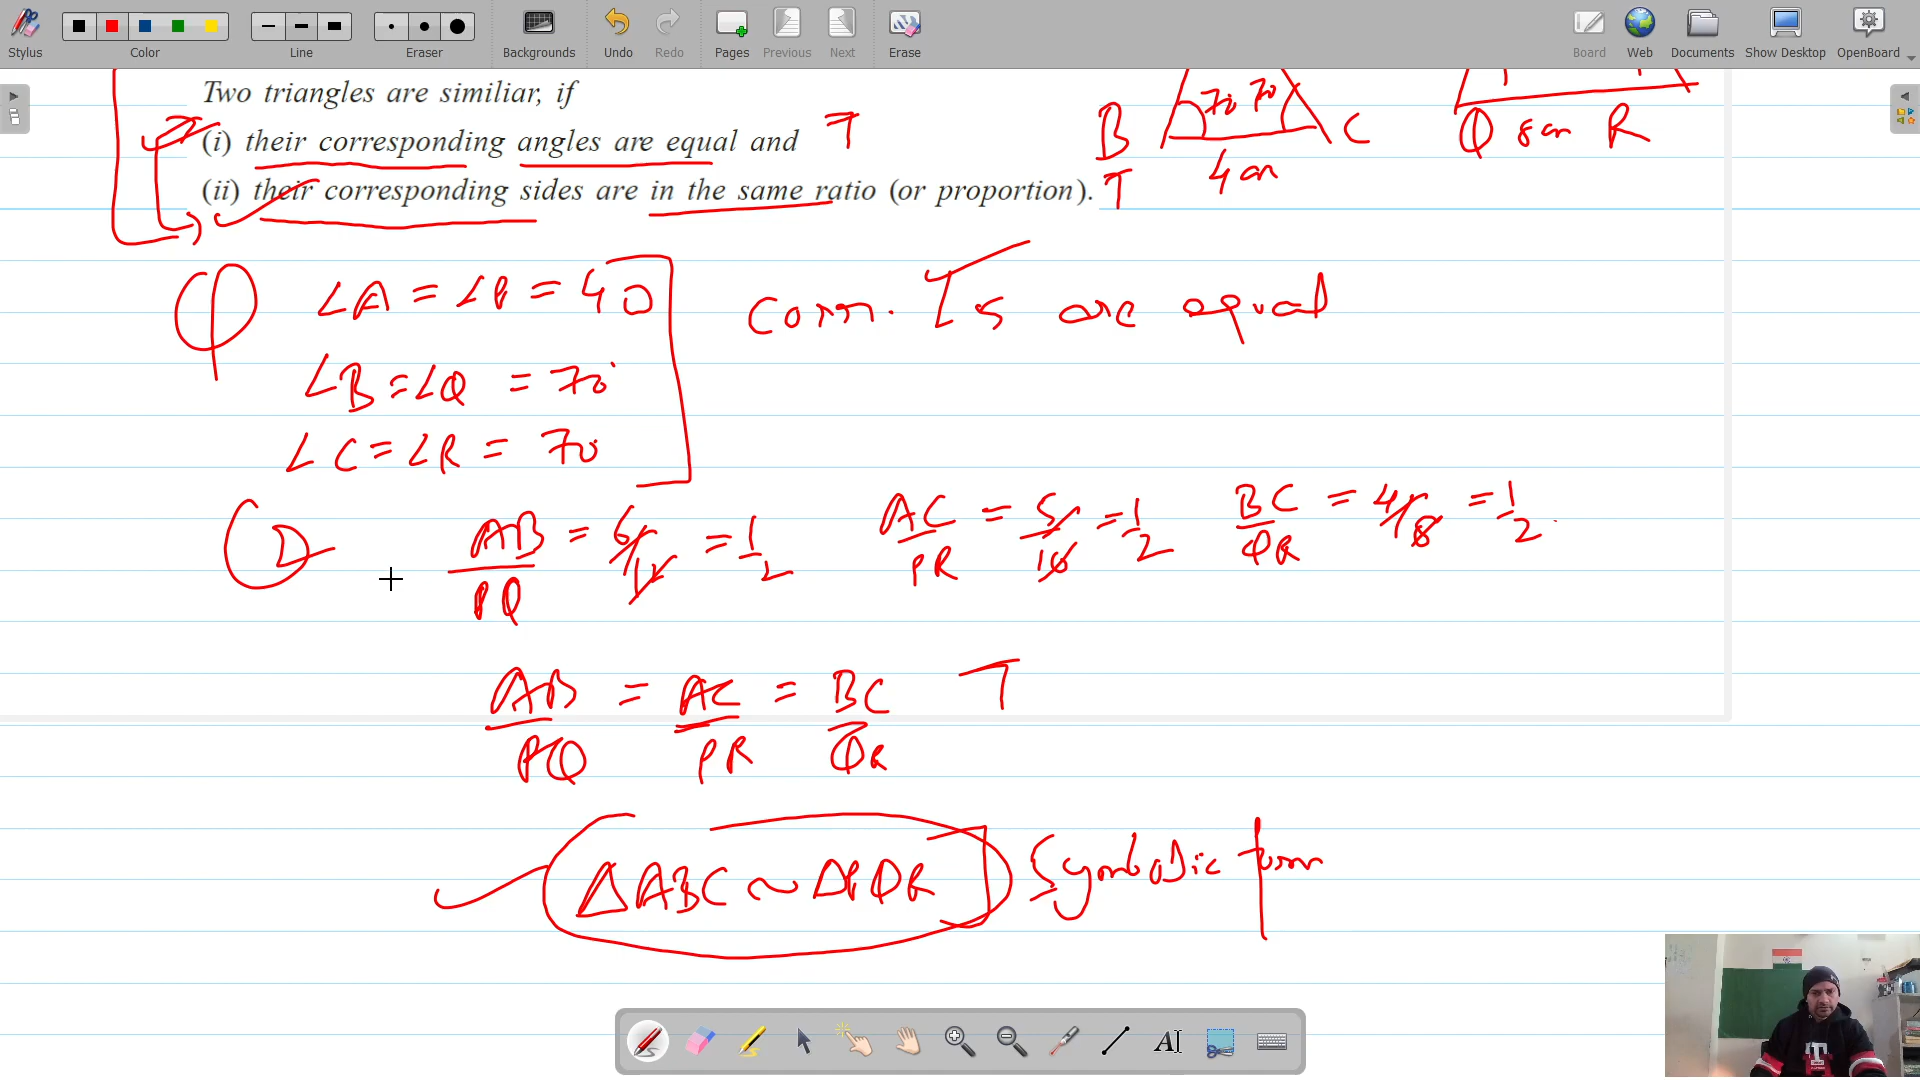 Stylus Color Line Eraser Backgrounds Undo Redo Pages Previous Next Erase Board Web Documents Show Desktop OpenBoard
Two triangles are similiar, if
(i) their corresponding angles are equal and T
(ii) their corresponding sides are in the same ratio (or proportion).
70 70
B C
T 4 cm
Q 8 cm R
∠A = ∠P = 40
Corr. ∠s are equal
∠B = ∠Q = 70°
∠C = ∠R = 70
AB/PQ = 6/12 = 1/2 AC/PR = 5/10 = 1/2 BC/QR = 4/8 = 1/2
AB/PQ = AC/PR = BC/QR T
ΔABC ~ ΔPQR Symbolic form